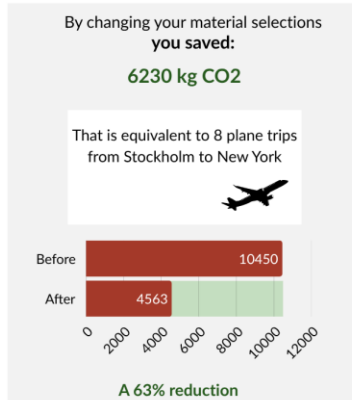 By changing your material selections
you saved:
6230 kg CO2
That is equivalent to 8 plane trips
from Stockholm to New York
Before 10450
After 4563
0 2000 4000 6000 8000 10000 12000
A 63% reduction